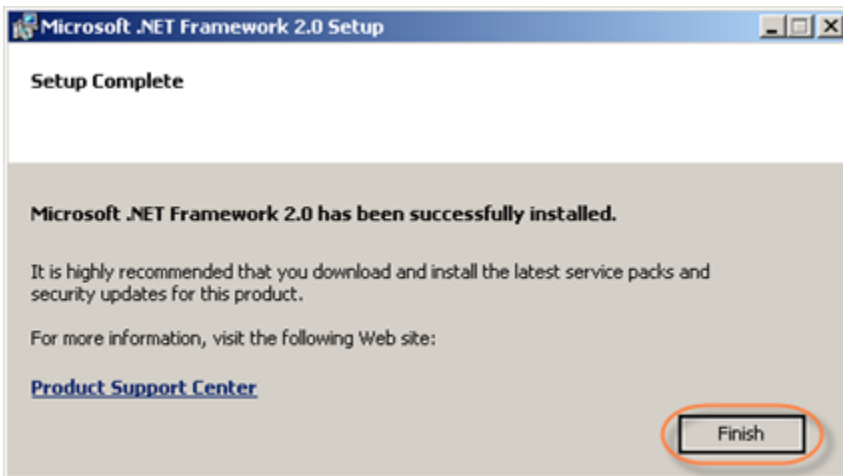 Microsoft .NET Framework 2.0 Setup
Setup Complete
Microsoft .NET Framework 2.0 has been successfully installed.
It is highly recommended that you download and install the latest service packs and
security updates for this product.
For more information, visit the following Web site:
Product Support Center
Finish